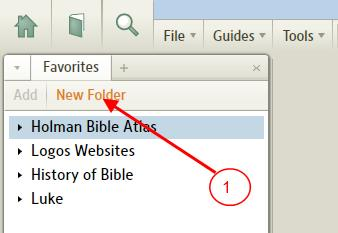 File Guides Tools
Favorites
Add New Folder
Holman Bible Atlas
Logos Websites
History of Bible
Luke
1